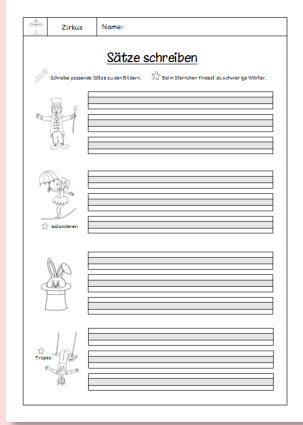 Zirkus
Name:
Sätze schreiben
Schreibe passende Sätze zu den Bildern.
Beim Sternchen findest du schwierige Wörter.
balancieren
Trapez